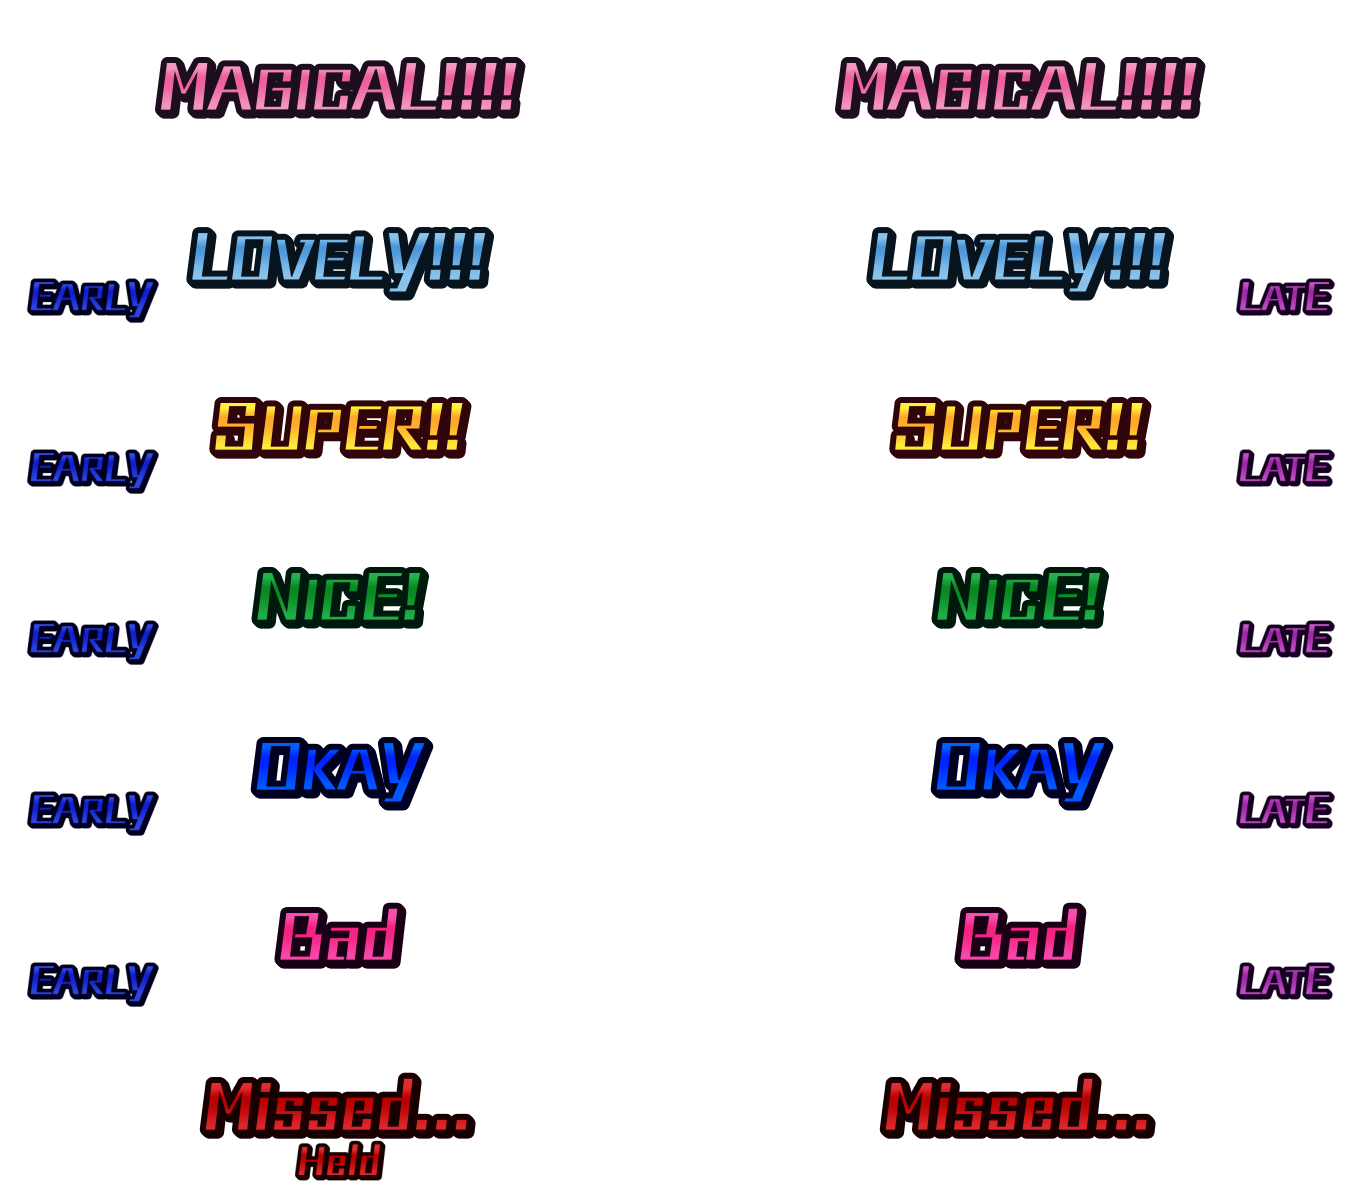 MAGICAL!!!! MAGICAL!!!!
LOVELY!!! LOVELY!!!
EARLY LATE
SUPER!! SUPER!!
EARLY LATE
NICE! NICE!
EARLY LATE
OKAY OKAY
EARLY LATE
Bad Bad
EARLY LATE
Missed... Missed...
Held